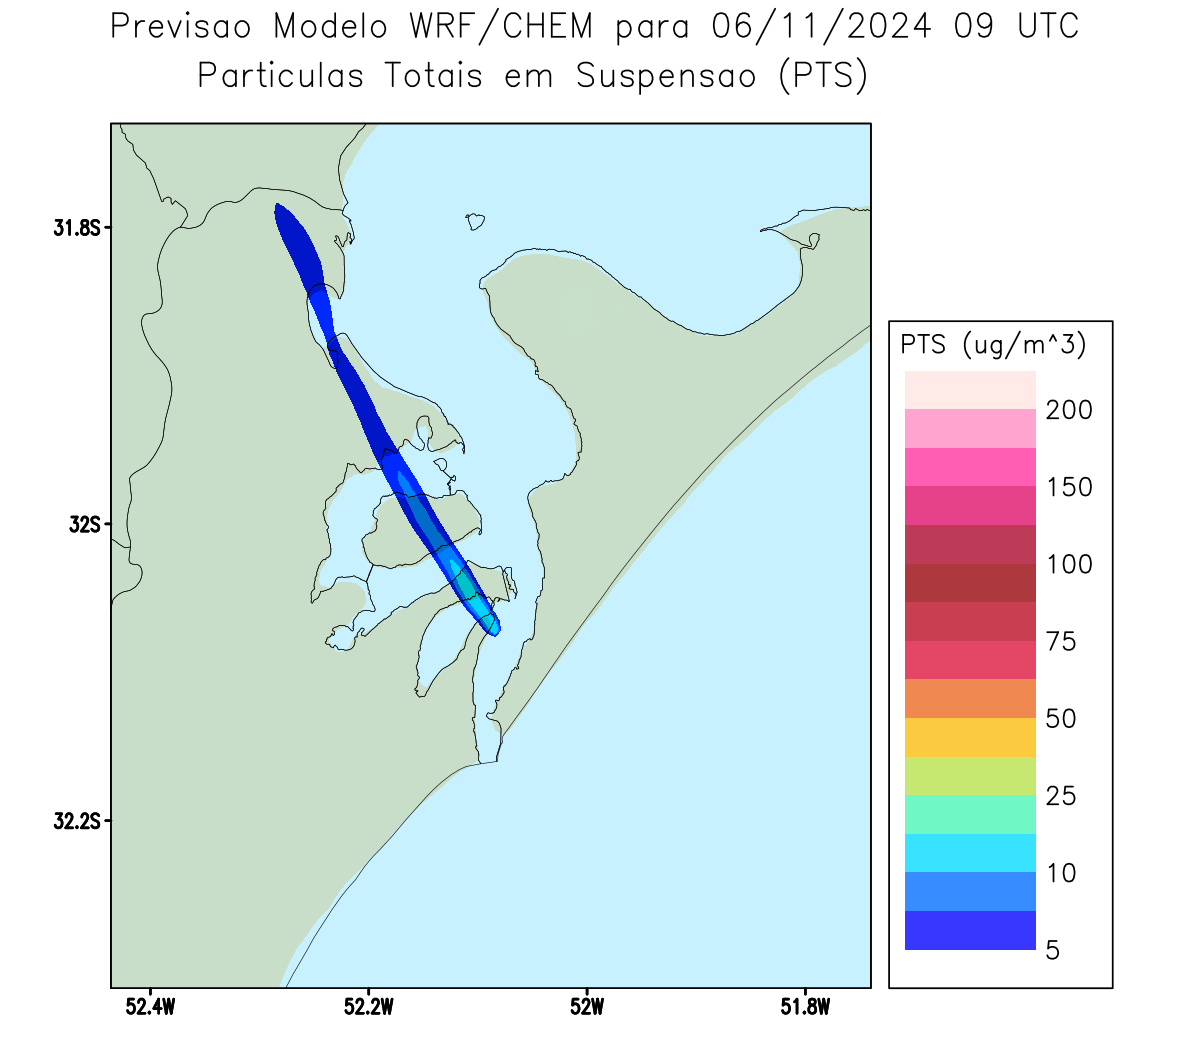 Previsao Modelo WRF/CHEM para 06/11/2024 09 UTC
Particulas Totais em Suspensao (PTS)
31.8S
32S
32.2S
52.4W
52.2W
52W
51.8W
PTS (ug/m^3)
200
150
100
75
50
25
10
5